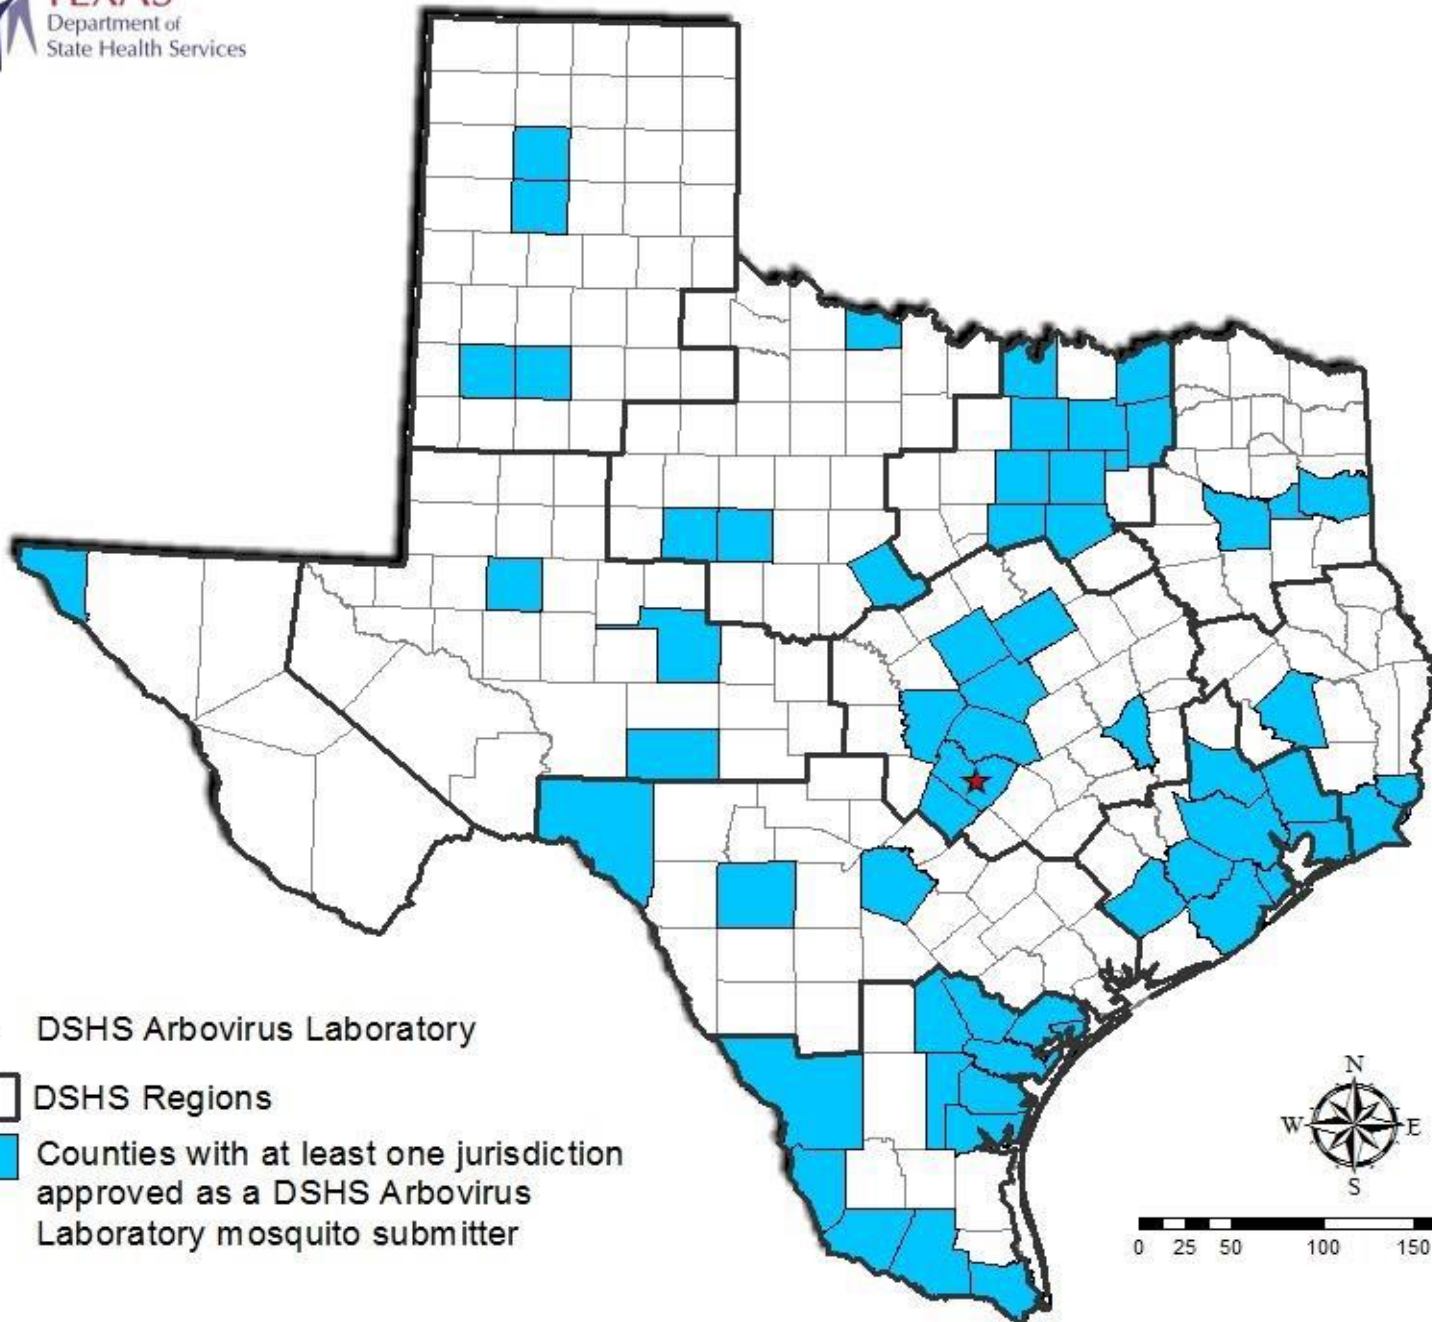 TEXAS
Department of
State Health Services
DSHS Arbovirus Laboratory
DSHS Regions
Counties with at least one jurisdiction
approved as a DSHS Arbovirus
Laboratory mosquito submitter
N
W E
S
0 25 50 100 150